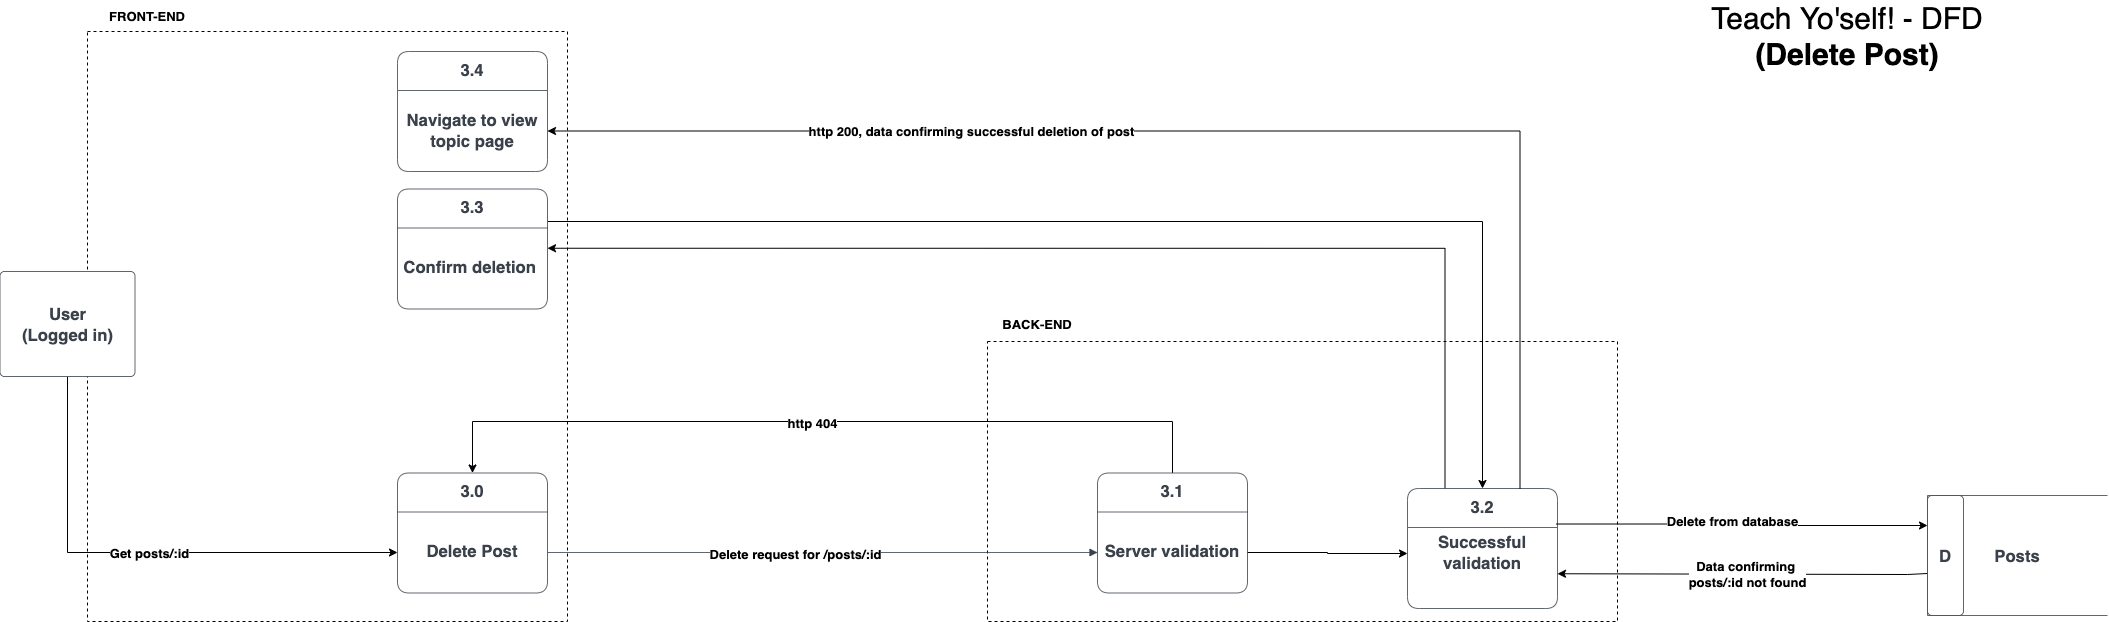 FRONT-END
Teach Yo'self! - DFD
(Delete Post)
3.4
Navigate to view
topic page
http 200, data confirming successful deletion of post
3.3
Confirm deletion
User
(Logged in)
BACK-END
http 404
3.0
Delete Post
Get posts/:id
Delete request for /posts/:id
3.1
Server validation
3.2
Successful
validation
Delete from database
Data confirming
posts/:id not found
D
Posts